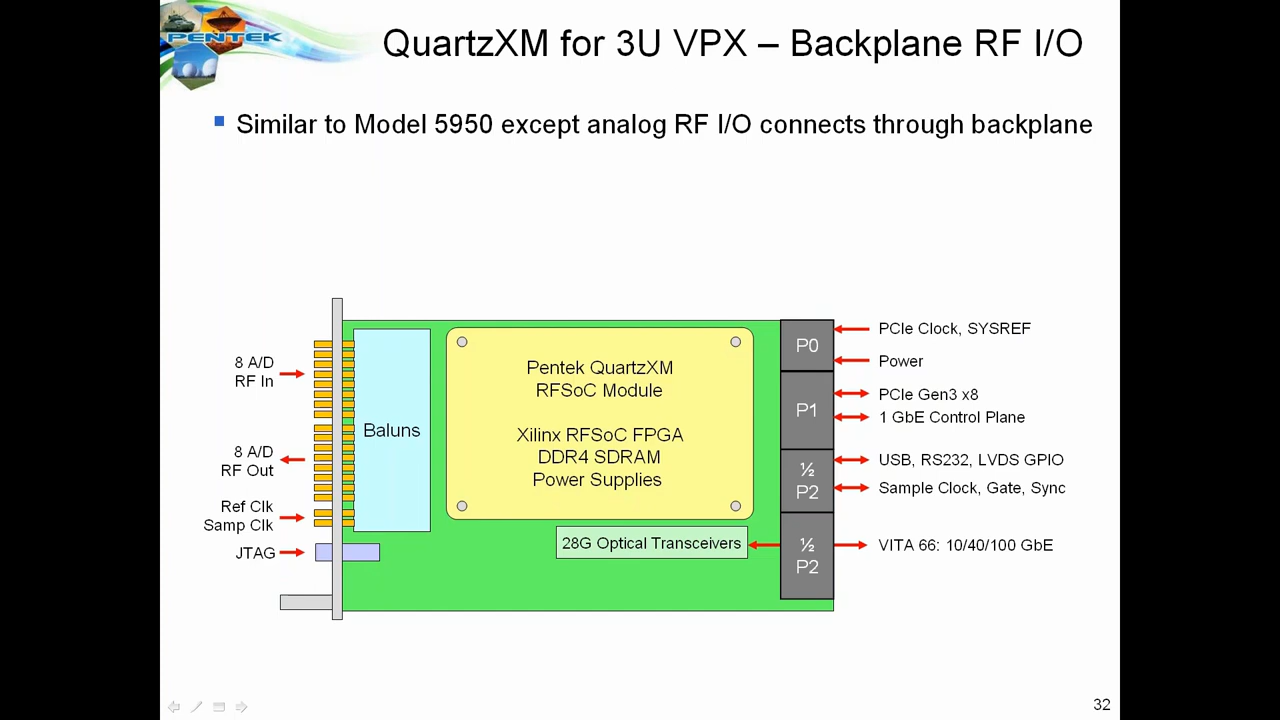 PENTEK
QuartzXM for 3U VPX – Backplane RF I/O
Similar to Model 5950 except analog RF I/O connects through backplane
8 A/D
RF In
8 A/D
RF Out
Ref Clk
Samp Clk
JTAG
Baluns
Pentek QuartzXM
RFSoC Module
Xilinx RFSoC FPGA
DDR4 SDRAM
Power Supplies
28G Optical Transceivers
P0
P1
½
P2
½
P2
PCIe Clock, SYSREF
Power
PCIe Gen3 x8
1 GbE Control Plane
USB, RS232, LVDS GPIO
Sample Clock, Gate, Sync
VITA 66: 10/40/100 GbE
32